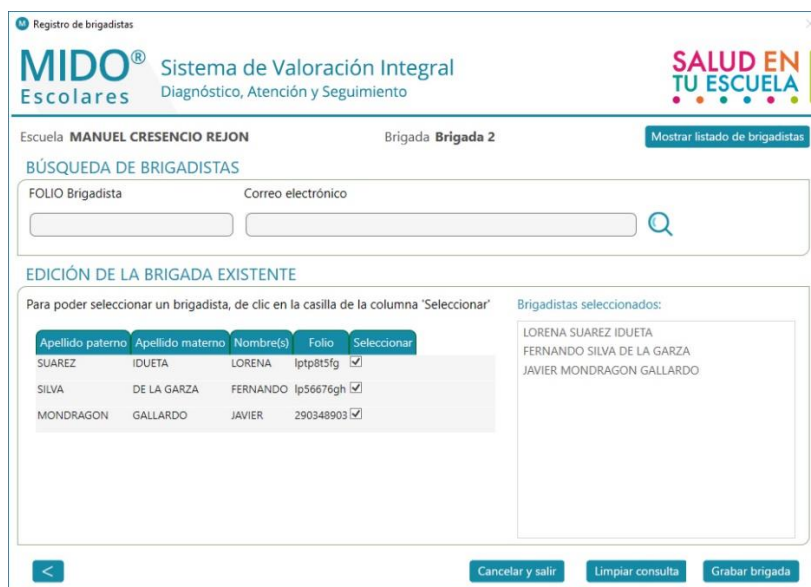 M Registro de brigadistas
MIDO® Escolares
Sistema de Valoración Integral
Diagnóstico, Atención y Seguimiento
SALUD EN
TU ESCUELA
Escuela MANUEL CRESENCIO REJON Brigada Brigada 2 Mostrar listado de brigadistas
BÚSQUEDA DE BRIGADISTAS
FOLIO Brigadista Correo electrónico
EDICIÓN DE LA BRIGADA EXISTENTE
Para poder seleccionar un brigadista, de clic en la casilla de la columna 'Seleccionar'
Apellido paterno Apellido materno Nombre(s) Folio Seleccionar
SUAREZ IDUETA LORENA lptp8t5fg
SILVA DE LA GARZA FERNANDO lp56676gh
MONDRAGON GALLARDO JAVIER 290348903
Brigadistas seleccionados:
LORENA SUAREZ IDUETA
FERNANDO SILVA DE LA GARZA
JAVIER MONDRAGON GALLARDO
< Cancelar y salir Limpiar consulta Grabar brigada